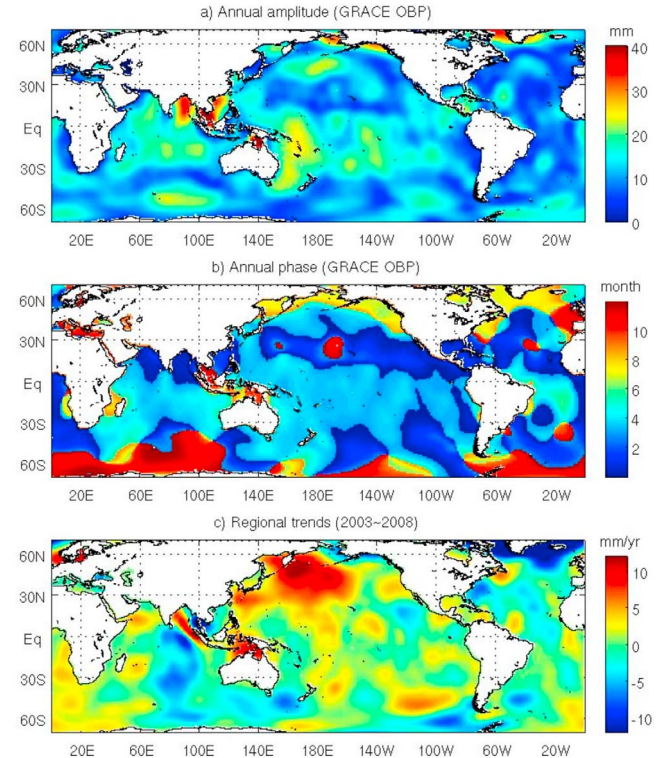 a) Annual amplitude (GRACE OBP)
mm
60N
30N
Eq
30S
60S
40
30
20
10
0
20E 60E 100E 140E 180E 140W 100W 60W 20W
b) Annual phase (GRACE OBP)
month
60N
30N
Eq
30S
60S
10
8
6
4
2
20E 60E 100E 140E 180E 140W 100W 60W 20W
c) Regional trends (2003~2008)
mm/yr
60N
30N
Eq
30S
60S
10
5
0
-5
-10
20E 60E 100E 140E 180E 140W 100W 60W 20W